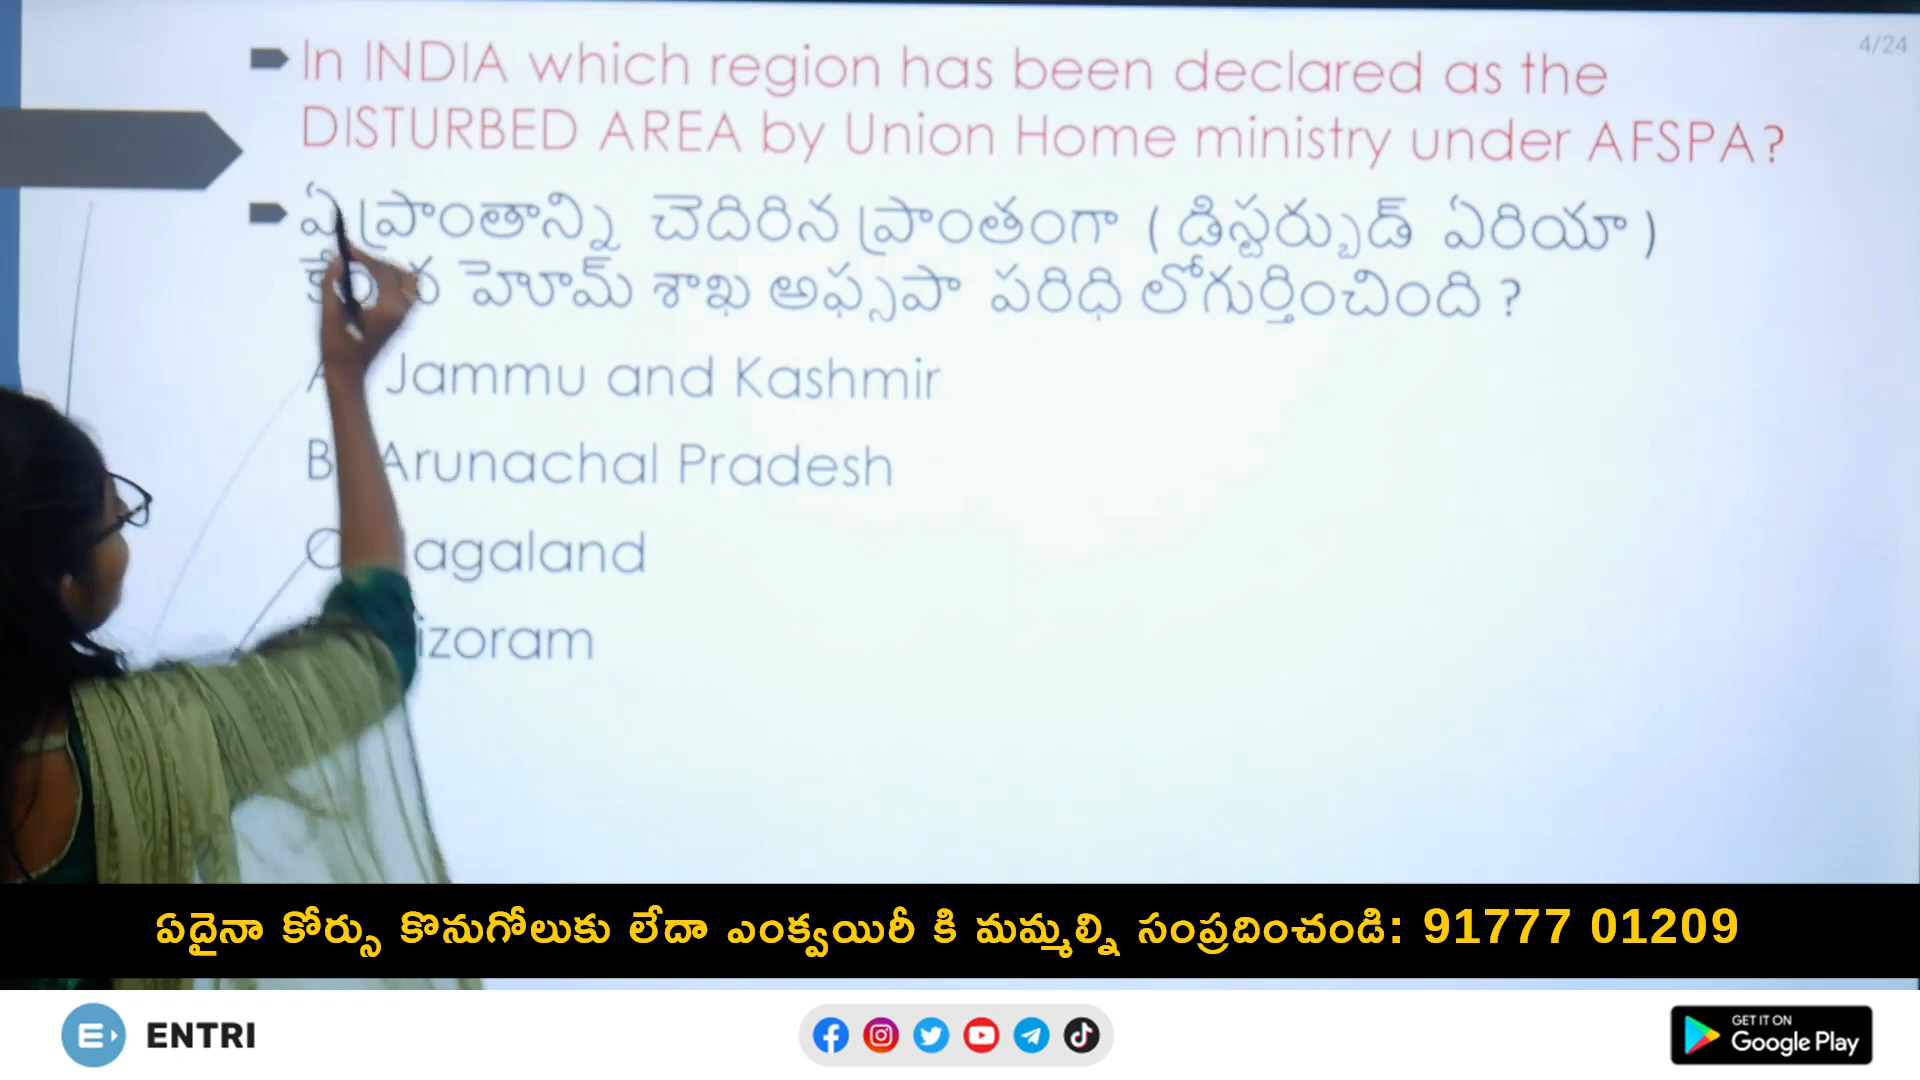 In INDIA which region has been declared as the
4/24
DISTURBED AREA by Union Home ministry under AFSPA?
ఏ ప్రాంతాన్ని చెదిరిన ప్రాంతంగా ( డిస్టర్బుడ్ ఏరియా )
హెూమ్ శాఖ అఫ్సపా పరిధి లోగుర్తించింది ?
A. Jammu and Kashmir
B. Arunachal Pradesh
agaland
izoram
ఏదైనా కోర్సు కొనుగోలుకు లేదా ఎంక్వయిరీ కి మమ్మల్ని సంప్రదించండి: 91777 01209
ENTRI
GET IT ON
Google Play